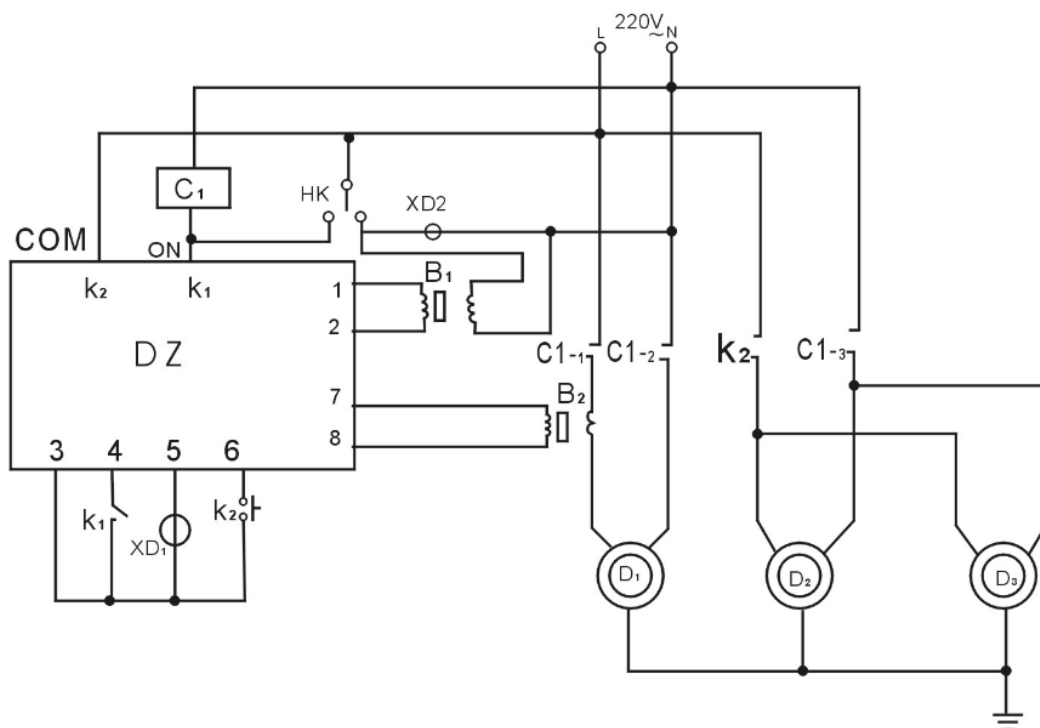 220V
L
~
N
C₁
HK
XD2
COM
ON
k₂
k₁
B₁
1
2
DZ
C1-₁
C1-₂
k₂
C1-₃
B₂
7
8
3
4
5
6
k₁
XD₁
k₂
D₁
D₂
D₃